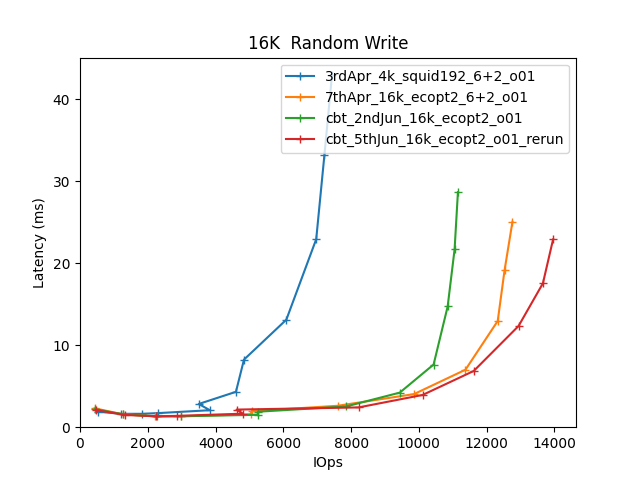 16K  Random Write
3rdApr_4k_squid192_6+2_o01
7thApr_16k_ecopt2_6+2_o01
cbt_2ndJun_16k_ecopt2_o01
cbt_5thJun_16k_ecopt2_o01_rerun
Latency (ms)
40
30
20
10
0
0 2000 4000 6000 8000 10000 12000 14000
IOps